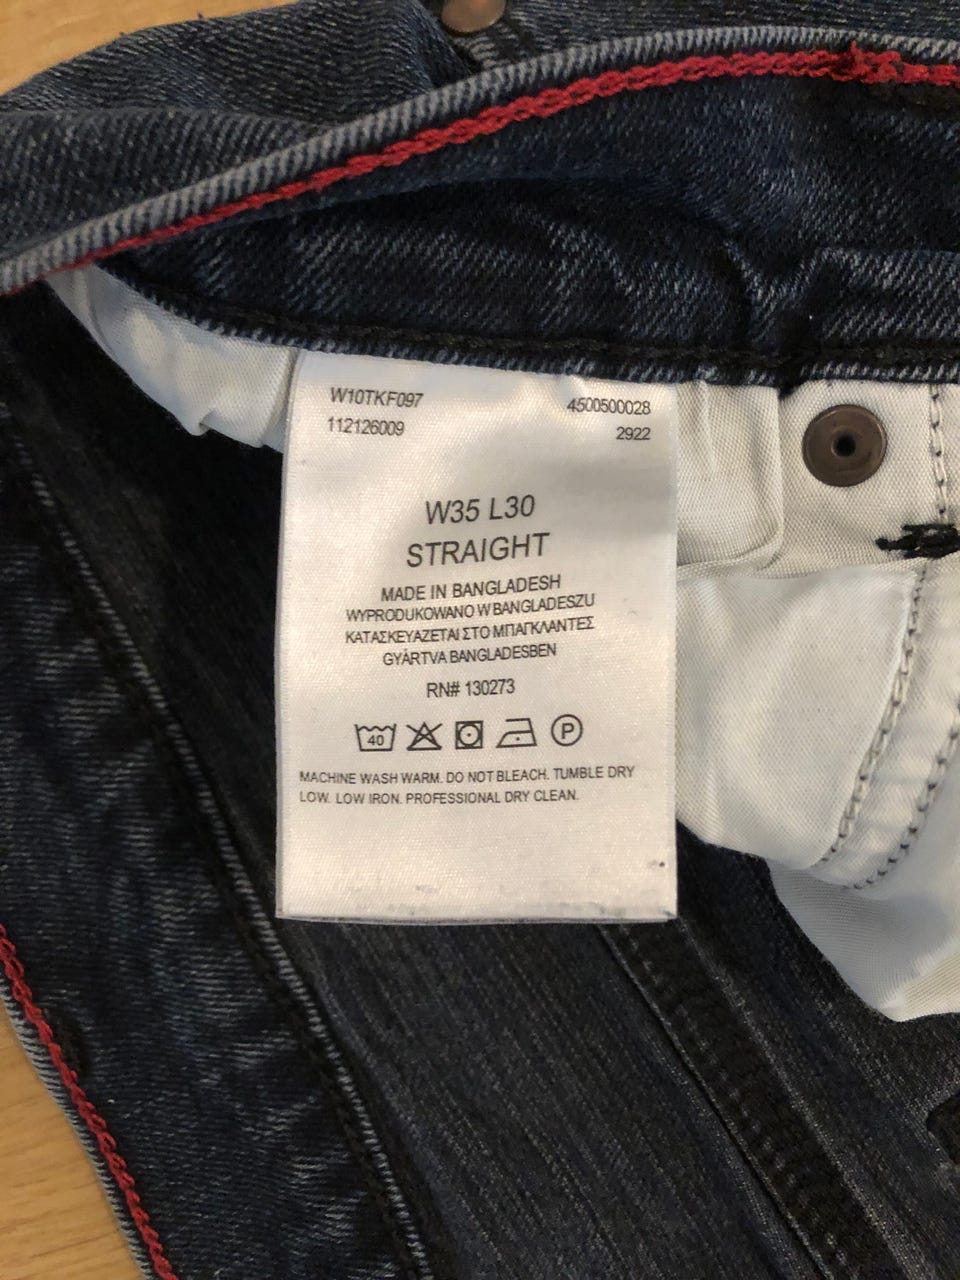 W10TKF097 4500500028
112126009 2922
W35 L30
STRAIGHT
MADE IN BANGLADESH
WYPRODUKOWANO W BANGLADESZU
ΚΑΤΑΣΚΕΥΑΖΕΤΑΙ ΣΤΟ ΜΠΑΓΚΛΑΝΤΕΣ
GYÁRTVA BANGLADESBEN
RN# 130273
40 P
MACHINE WASH WARM. DO NOT BLEACH. TUMBLE DRY
LOW. LOW IRON. PROFESSIONAL DRY CLEAN.